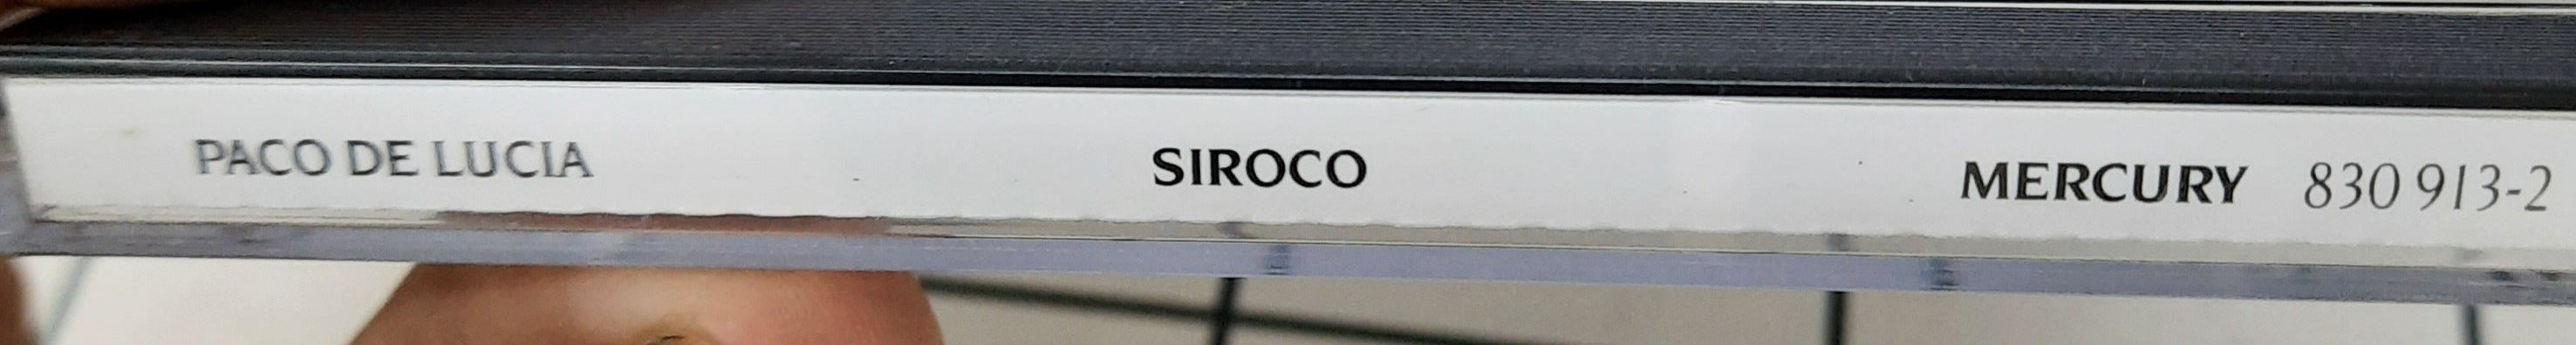 PACO DE LUCIA SIROCO MERCURY 830 913-2